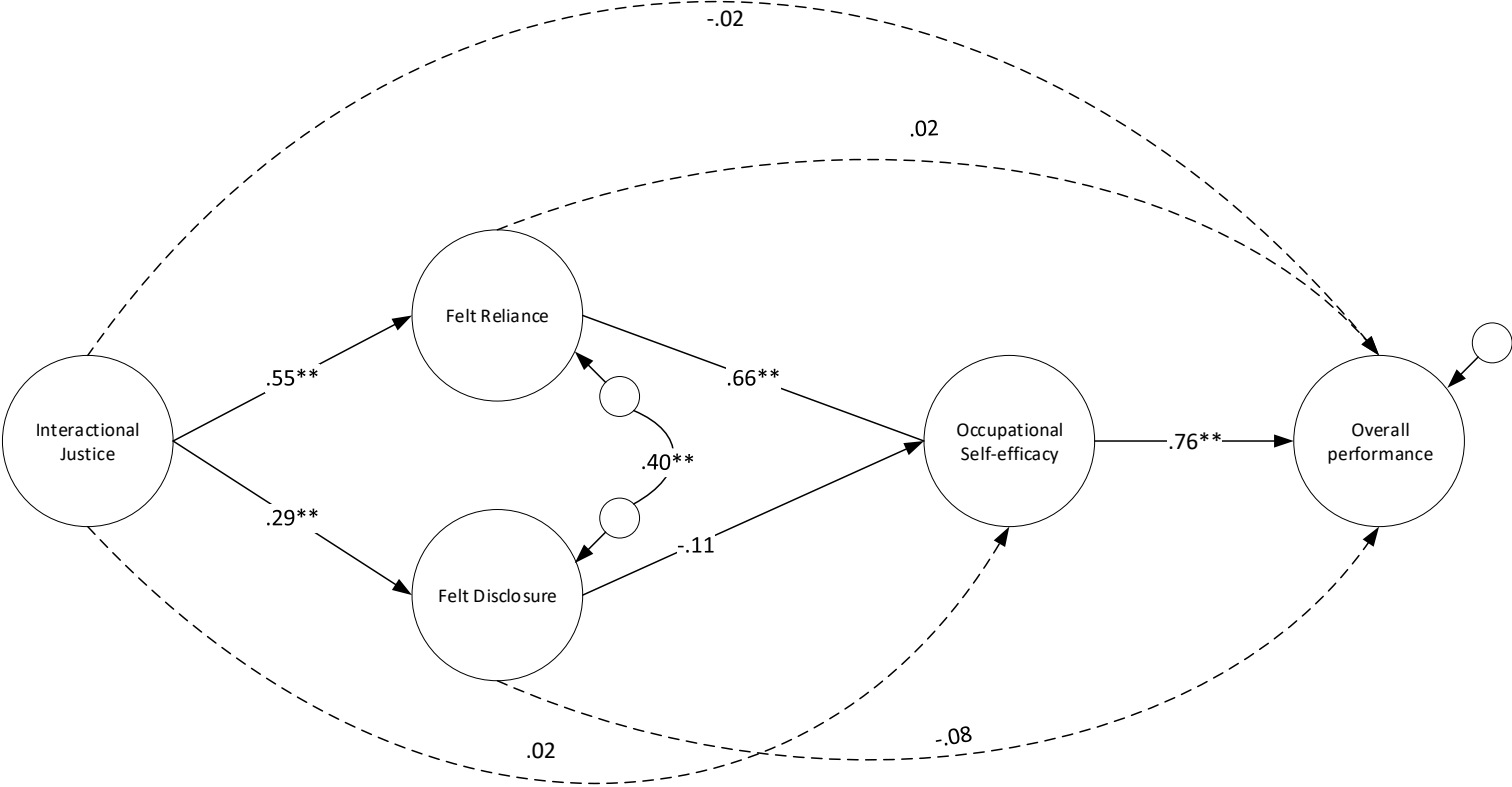 -.02
.02
Felt Reliance
.55**
.66**
Interactional
Justice
Occupational
Self-efficacy
.76**
Overall
performance
.40**
.29**
-.11
Felt Disclosure
.02
-.08